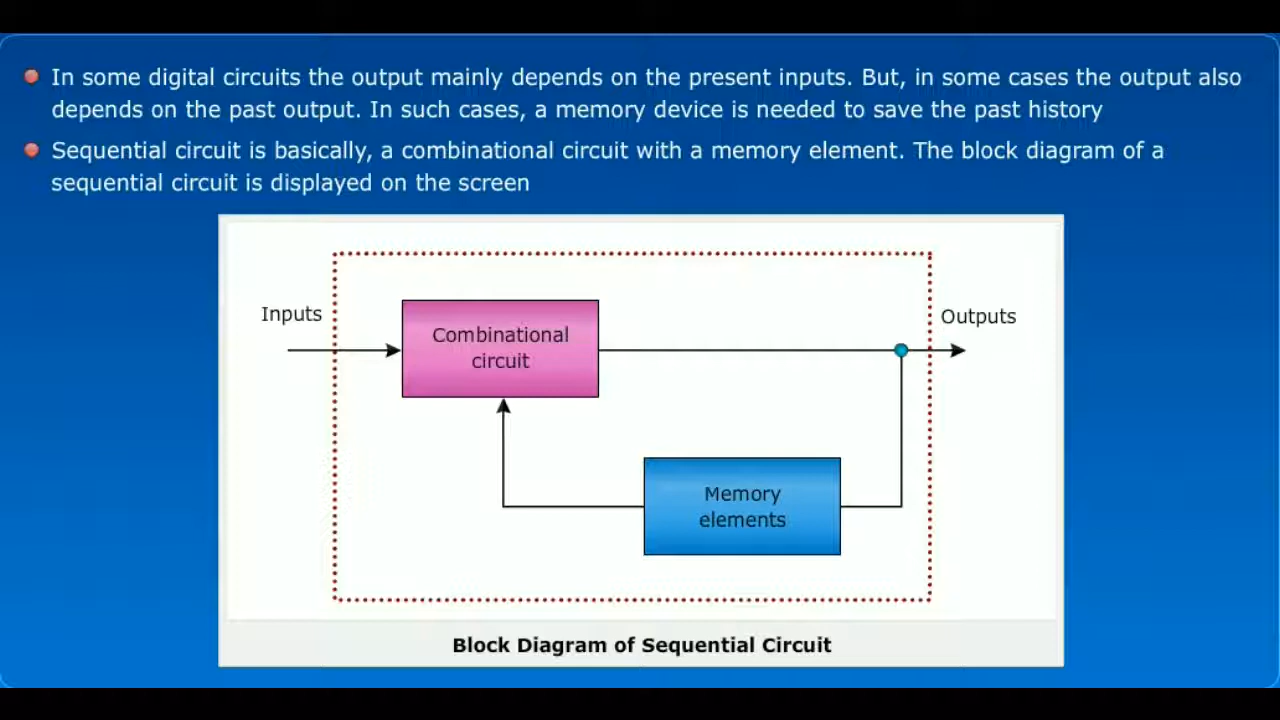 In some digital circuits the output mainly depends on the present inputs. But, in some cases the output also
depends on the past output. In such cases, a memory device is needed to save the past history
Sequential circuit is basically, a combinational circuit with a memory element. The block diagram of a
sequential circuit is displayed on the screen
Inputs
Combinational
circuit
Outputs
Memory
elements
Block Diagram of Sequential Circuit